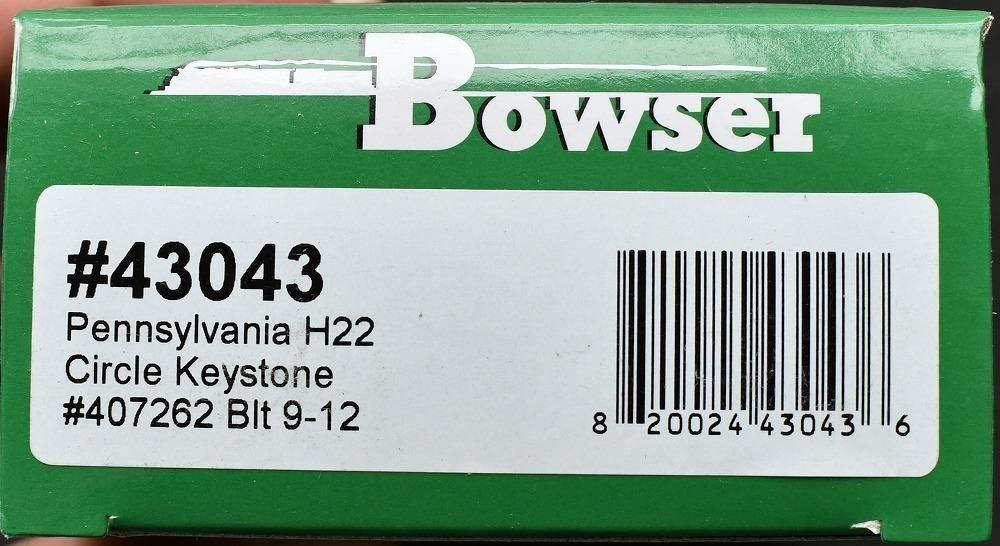 Bowser
#43043
Pennsylvania H22
Circle Keystone
#407262 Blt 9-12
8 20024 43043 6